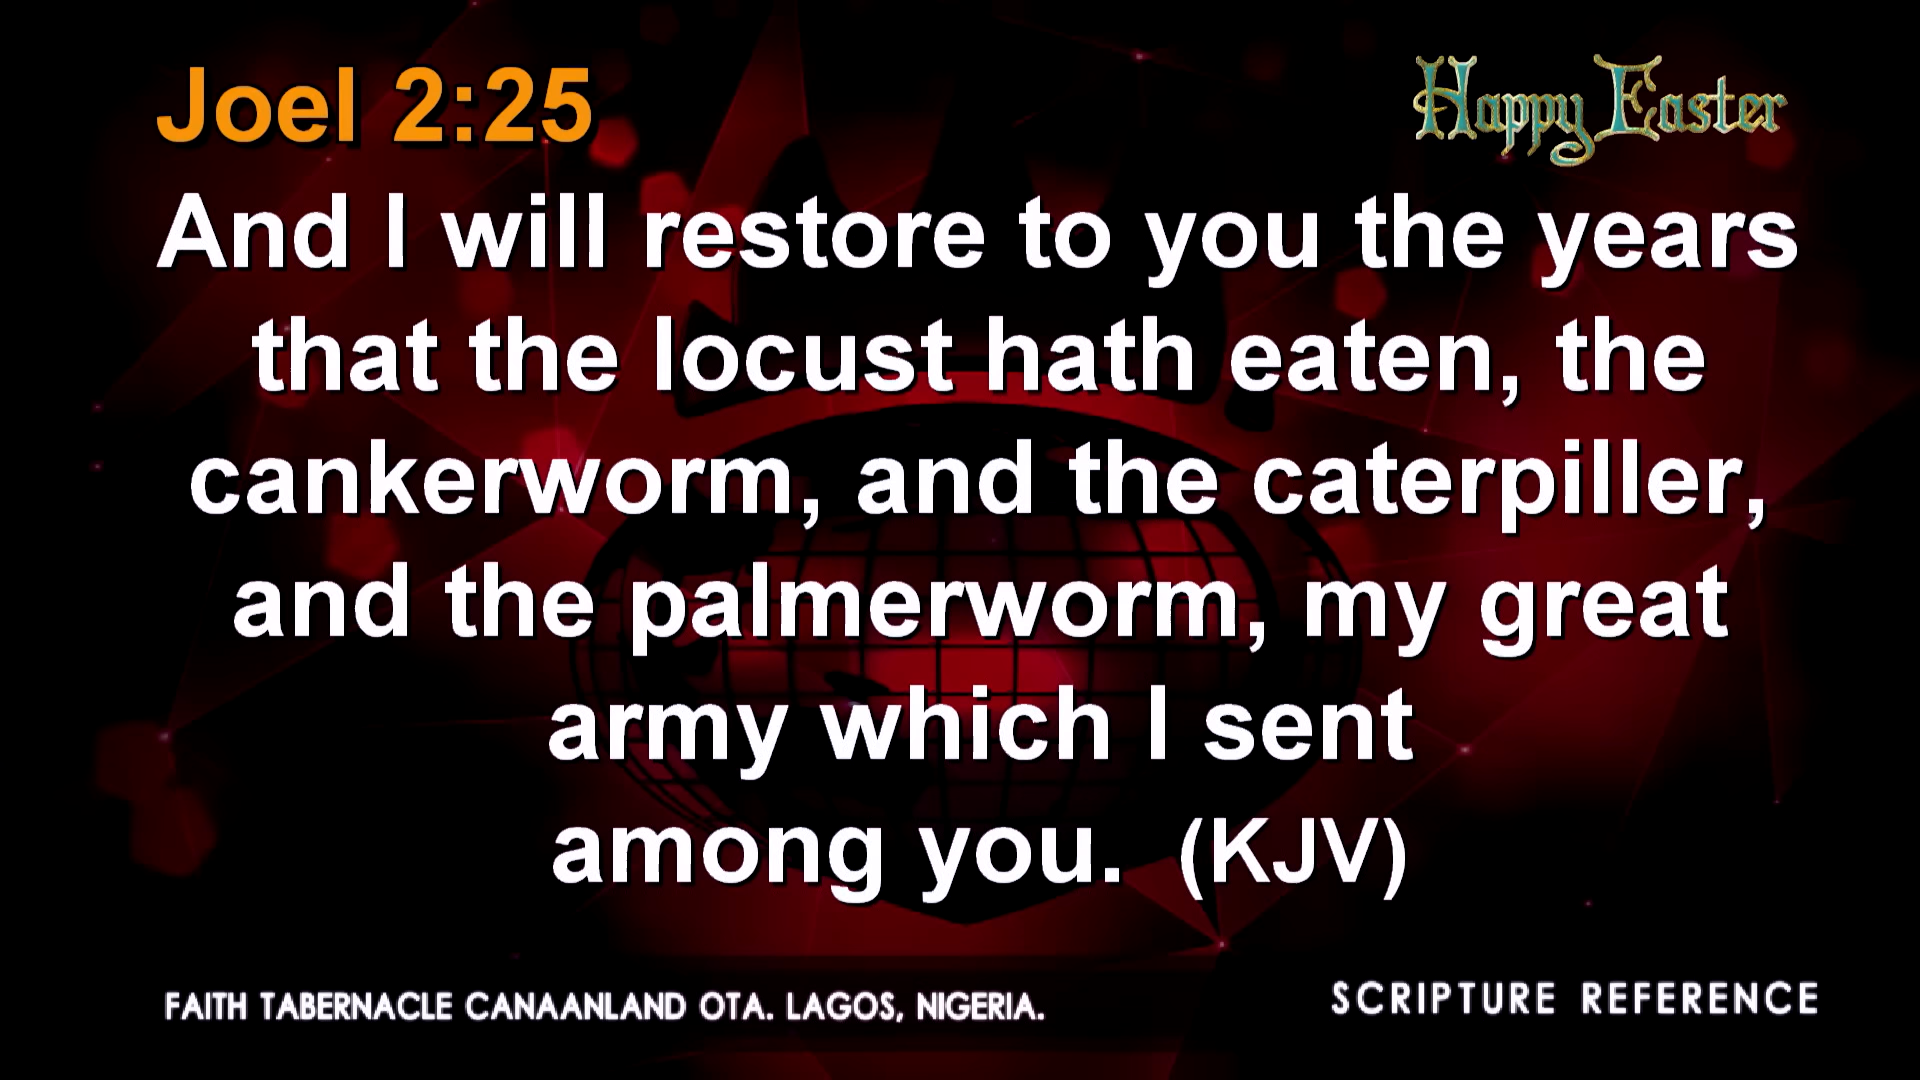 Joel 2:25
Happy Easter
And I will restore to you the years
that the locust hath eaten, the
cankerworm, and the caterpiller,
and the palmerworm, my great
army which I sent
among you.  (KJV)
FAITH TABERNACLE CANAANLAND OTA. LAGOS, NIGERIA.
SCRIPTURE REFERENCE